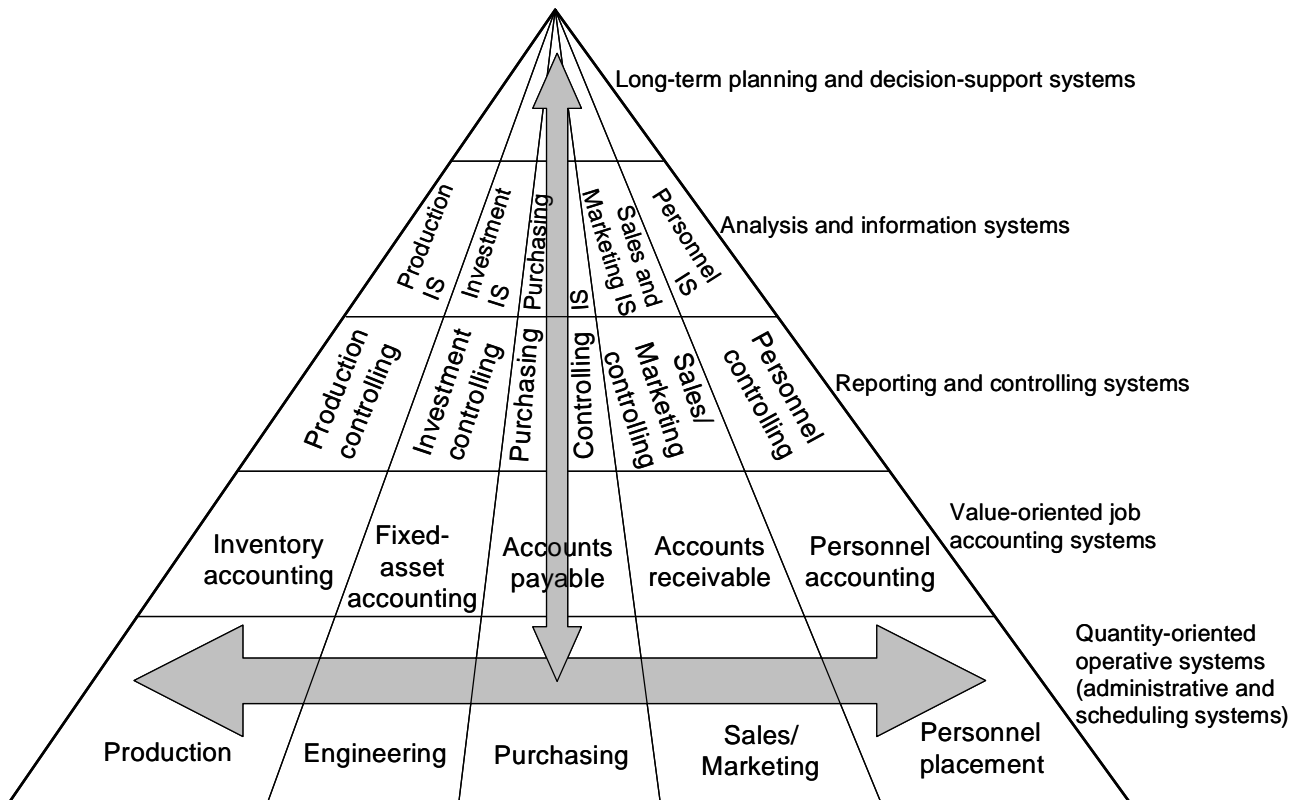 Long-term planning and decision-support systems
Production
IS
Investment
IS
Purchasing
IS
Sales and
Marketing IS
Personnel
IS
Analysis and information systems
Production
controlling
Investment
controlling
Purchasing
Controlling
Sales/
Marketing
controlling
Personnel
controlling
Reporting and controlling systems
Inventory
accounting
Fixed-
asset
accounting
Accounts
payable
Accounts
receivable
Personnel
accounting
Value-oriented job
accounting systems
Quantity-oriented
operative systems
(administrative and
scheduling systems)
Production
Engineering
Purchasing
Sales/
Marketing
Personnel
placement